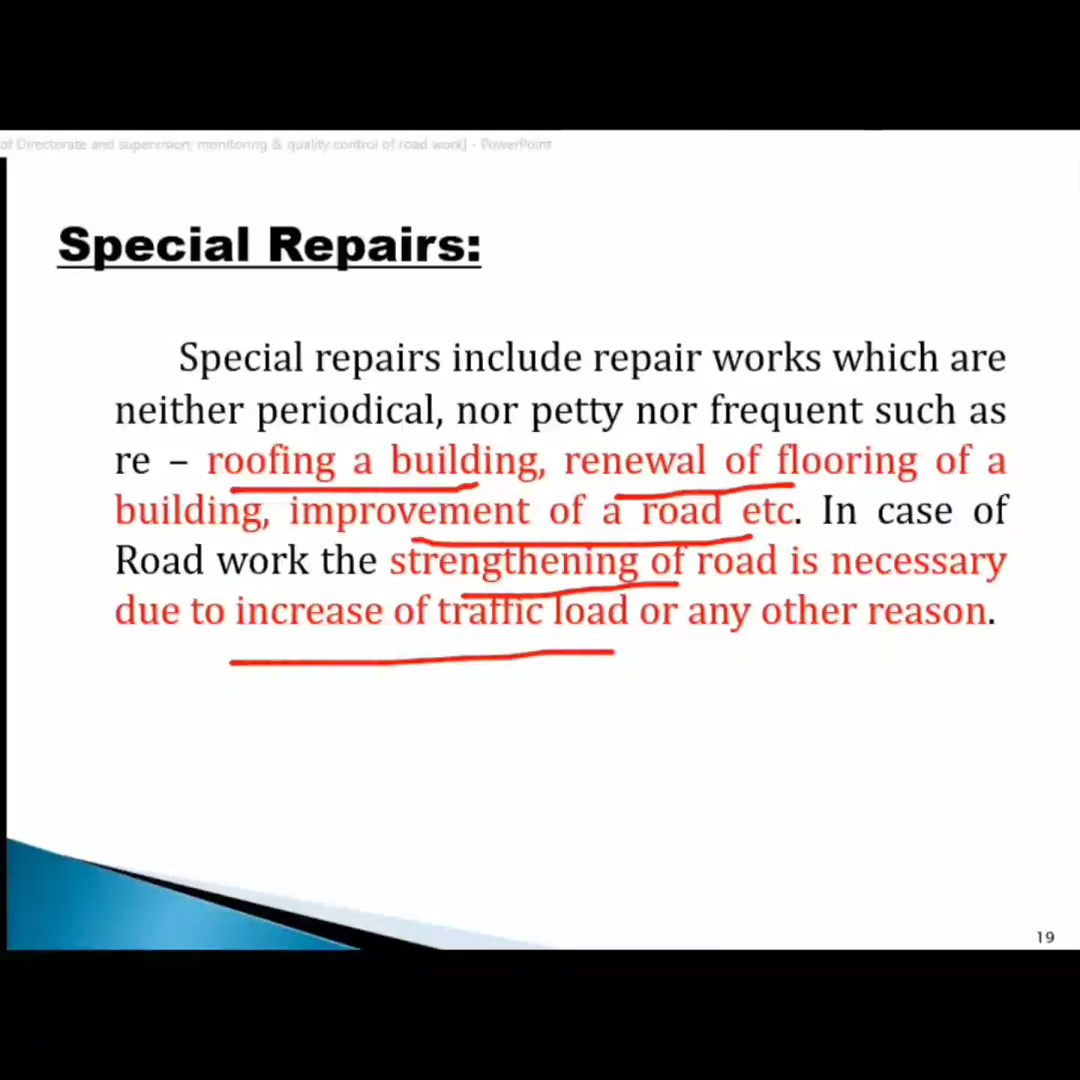 of Directorate and supervision, monitoring & quality control of road work] - PowerPoint
Special Repairs:
Special repairs include repair works which are
neither periodical, nor petty nor frequent such as
re – roofing a building, renewal of flooring of a
building, improvement of a road etc. In case of
Road work the strengthening of road is necessary
due to increase of traffic load or any other reason.
19